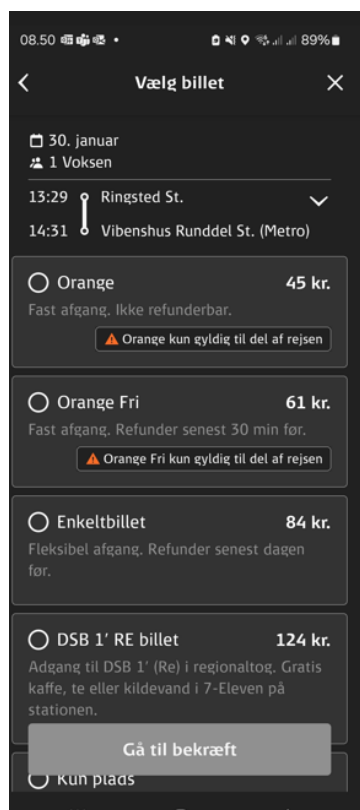 08.50 89%
Vælg billet
30. januar
1 Voksen
13:29 Ringsted St.
14:31 Vibenshus Runddel St. (Metro)
Orange 45 kr.
Fast afgang. Ikke refunderbar.
Orange kun gyldig til del af rejsen
Orange Fri 61 kr.
Fast afgang. Refunder senest 30 min før.
Orange Fri kun gyldig til del af rejsen
Enkeltbillet 84 kr.
Fleksibel afgang. Refunder senest dagen
før.
DSB 1' RE billet 124 kr.
Adgang til DSB 1' (Re) i regionaltog. Gratis
kaffe, te eller kildevand i 7-Eleven på
stationen.
Gå til bekræft
Kun plads